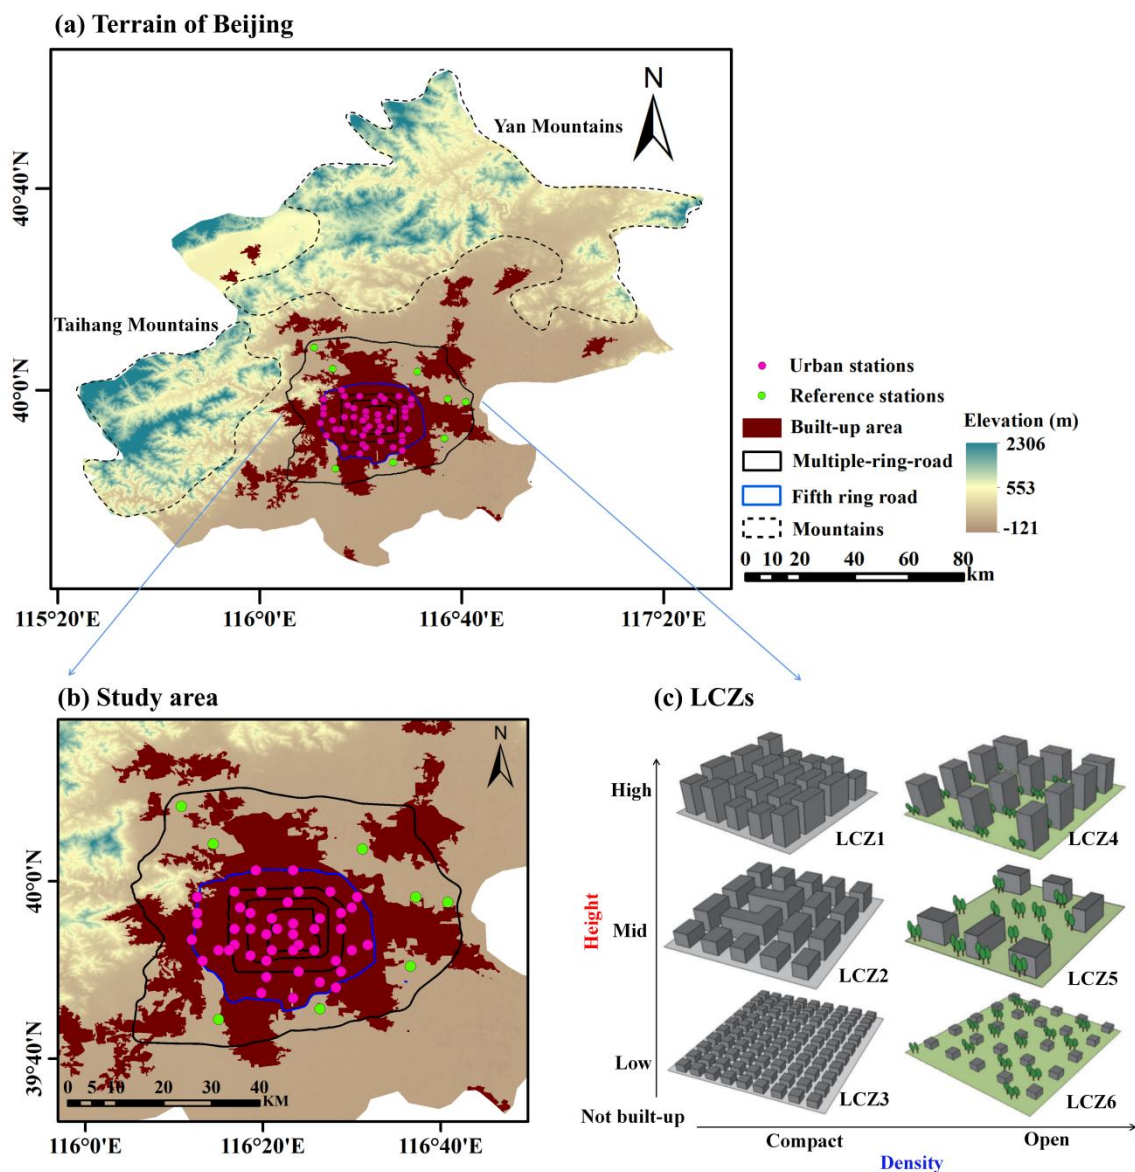 (a) Terrain of Beijing
N
Yan Mountains
40°40'N
Taihang Mountains
40°0'N
Urban stations
Reference stations
Built-up area
Multiple-ring-road
Fifth ring road
Mountains
Elevation (m)
2306
553
-121
0 10 20 40 60 80
km
115°20'E 116°0'E 116°40'E 117°20'E
(b) Study area
N
40°0'N
39°40'N
0 5 10 20 30 40
KM
116°0'E 116°20'E 116°40'E
(c) LCZs
High
LCZ1
LCZ4
Height
Mid
LCZ2
LCZ5
Low
LCZ3
LCZ6
Not built-up
Compact
Open
Density